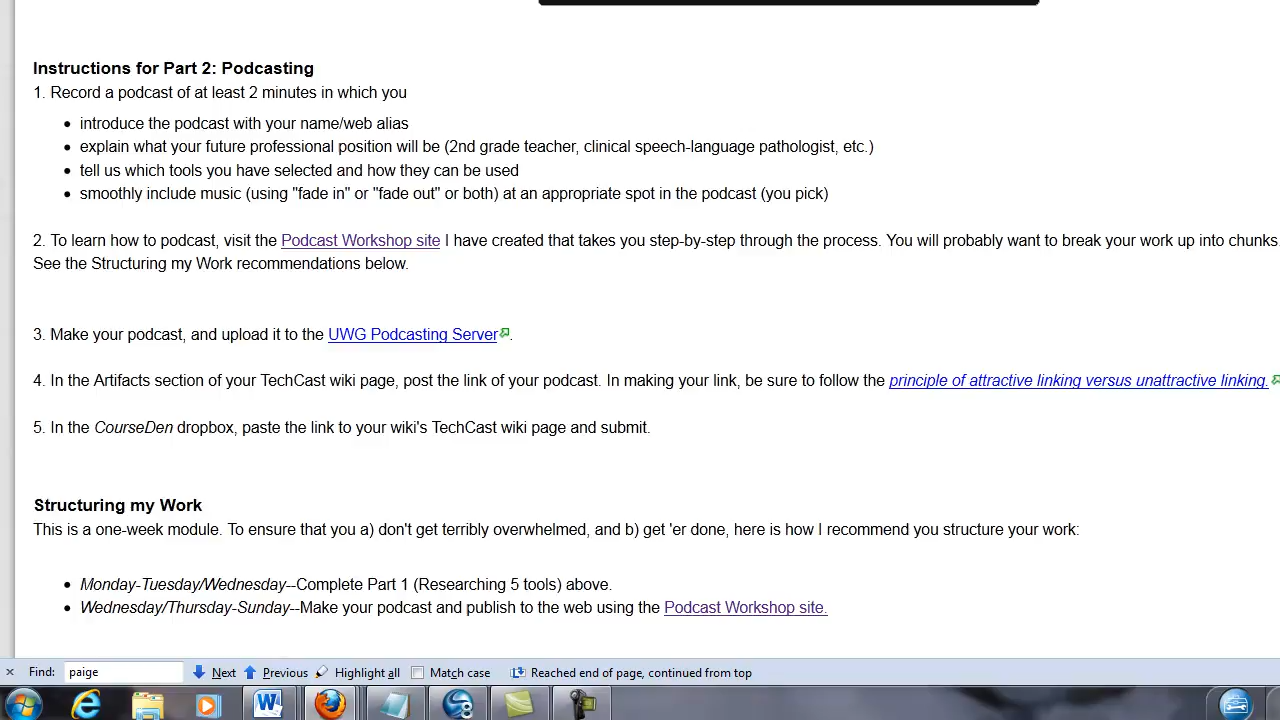 Instructions for Part 2: Podcasting
1. Record a podcast of at least 2 minutes in which you
• introduce the podcast with your name/web alias
• explain what your future professional position will be (2nd grade teacher, clinical speech-language pathologist, etc.)
• tell us which tools you have selected and how they can be used
• smoothly include music (using "fade in" or "fade out" or both) at an appropriate spot in the podcast (you pick)
2. To learn how to podcast, visit the Podcast Workshop site I have created that takes you step-by-step through the process. You will probably want to break your work up into chunks.
See the Structuring my Work recommendations below.
3. Make your podcast, and upload it to the UWG Podcasting Server.
4. In the Artifacts section of your TechCast wiki page, post the link of your podcast. In making your link, be sure to follow the principle of attractive linking versus unattractive linking.
5. In the CourseDen dropbox, paste the link to your wiki's TechCast wiki page and submit.
Structuring my Work
This is a one-week module. To ensure that you a) don't get terribly overwhelmed, and b) get 'er done, here is how I recommend you structure your work:
• Monday-Tuesday/Wednesday--Complete Part 1 (Researching 5 tools) above.
• Wednesday/Thursday-Sunday--Make your podcast and publish to the web using the Podcast Workshop site.
× Find: paige Next Previous Highlight all Match case Reached end of page, continued from top